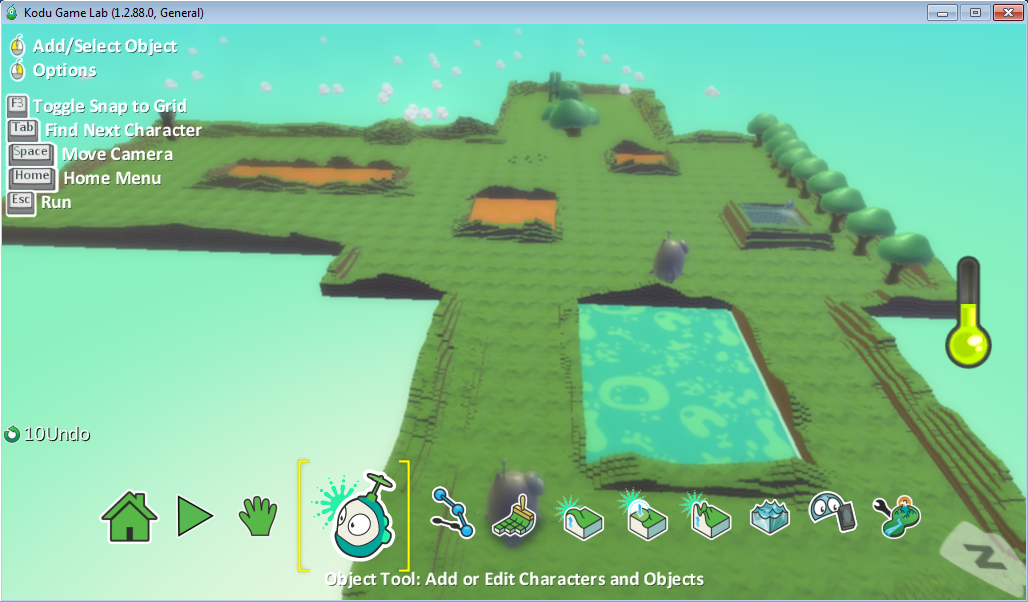 Kodu Game Lab (1.2.88.0, General)
Add/Select Object
Options
F3 Toggle Snap to Grid
Tab Find Next Character
Space Move Camera
Home Home Menu
Esc Run
10Undo
Object Tool: Add or Edit Characters and Objects
Z